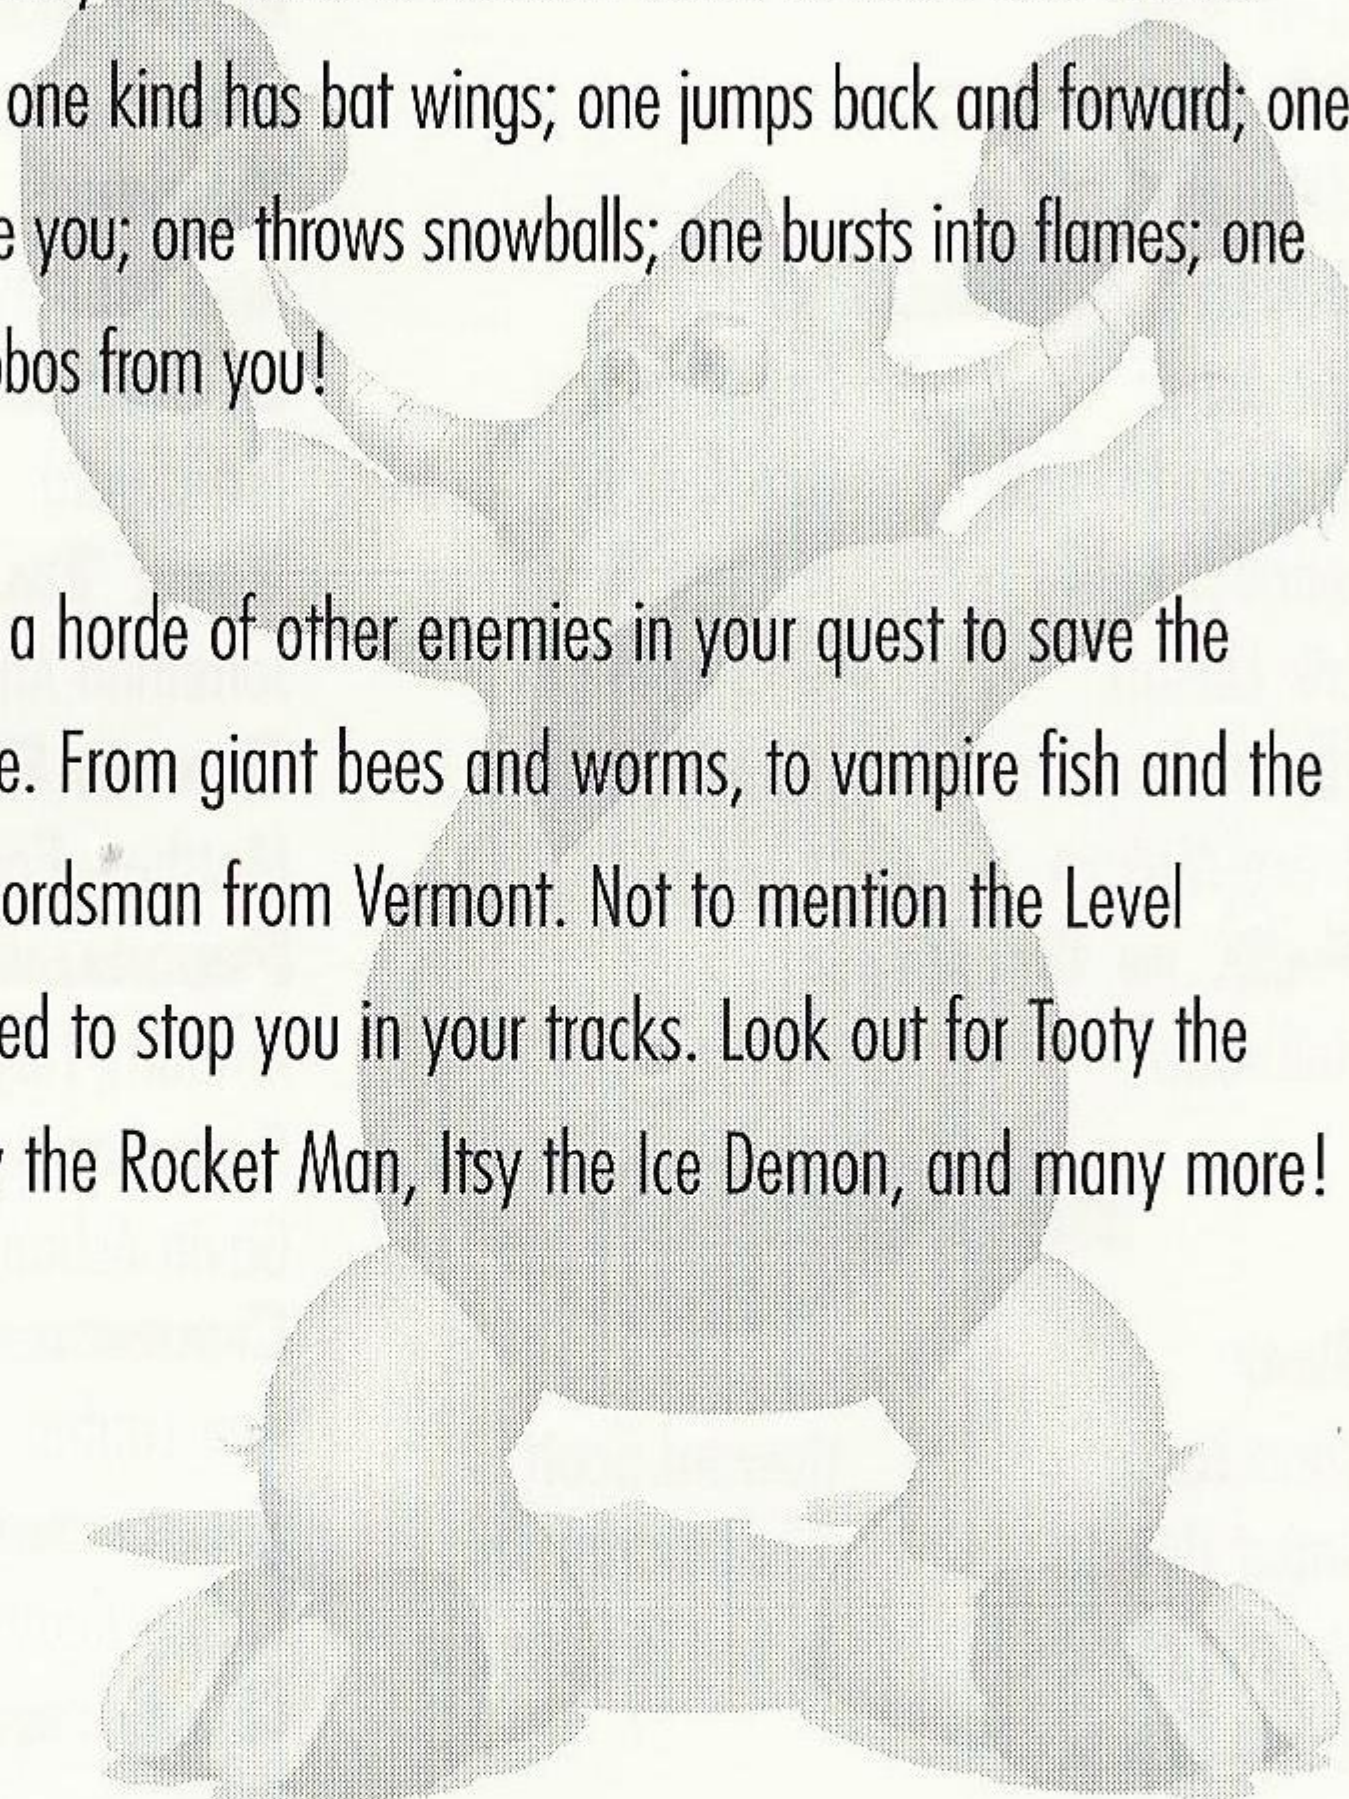 one kind has bat wings; one jumps back and forward; one
you; one throws snowballs; one bursts into flames; one
from you!
a horde of other enemies in your quest to save the
From giant bees and worms, to vampire fish and the
from Vermont. Not to mention the Level
to stop you in your tracks. Look out for Tooty the
the Rocket Man, Itsy the Ice Demon, and many more!